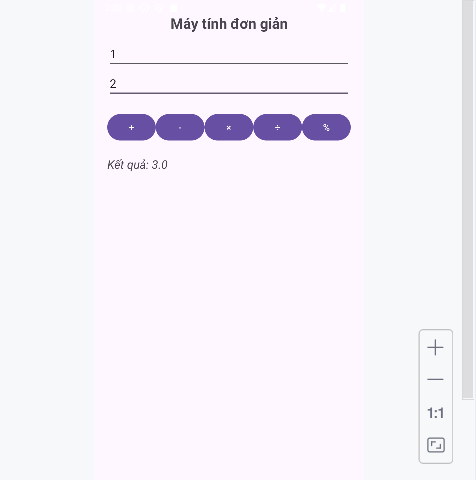 Máy tính đơn giản
1
2
+ - × ÷ %
Kết quả: 3.0
1:1